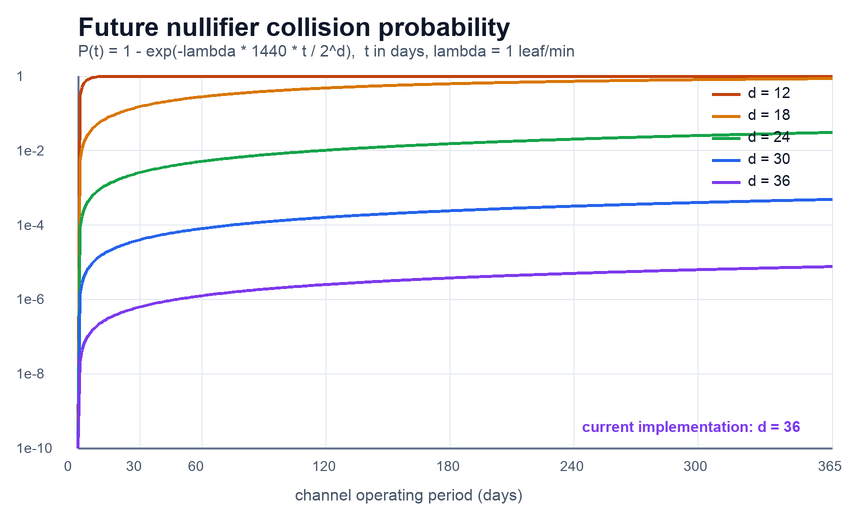 Future nullifier collision probability
P(t) = 1 - exp(-lambda * 1440 * t / 2^d),  t in days, lambda = 1 leaf/min
1
1e-2
1e-4
1e-6
1e-8
1e-10
d = 12
d = 18
d = 24
d = 30
d = 36
current implementation: d = 36
0 30 60 120 180 240 300 365
channel operating period (days)